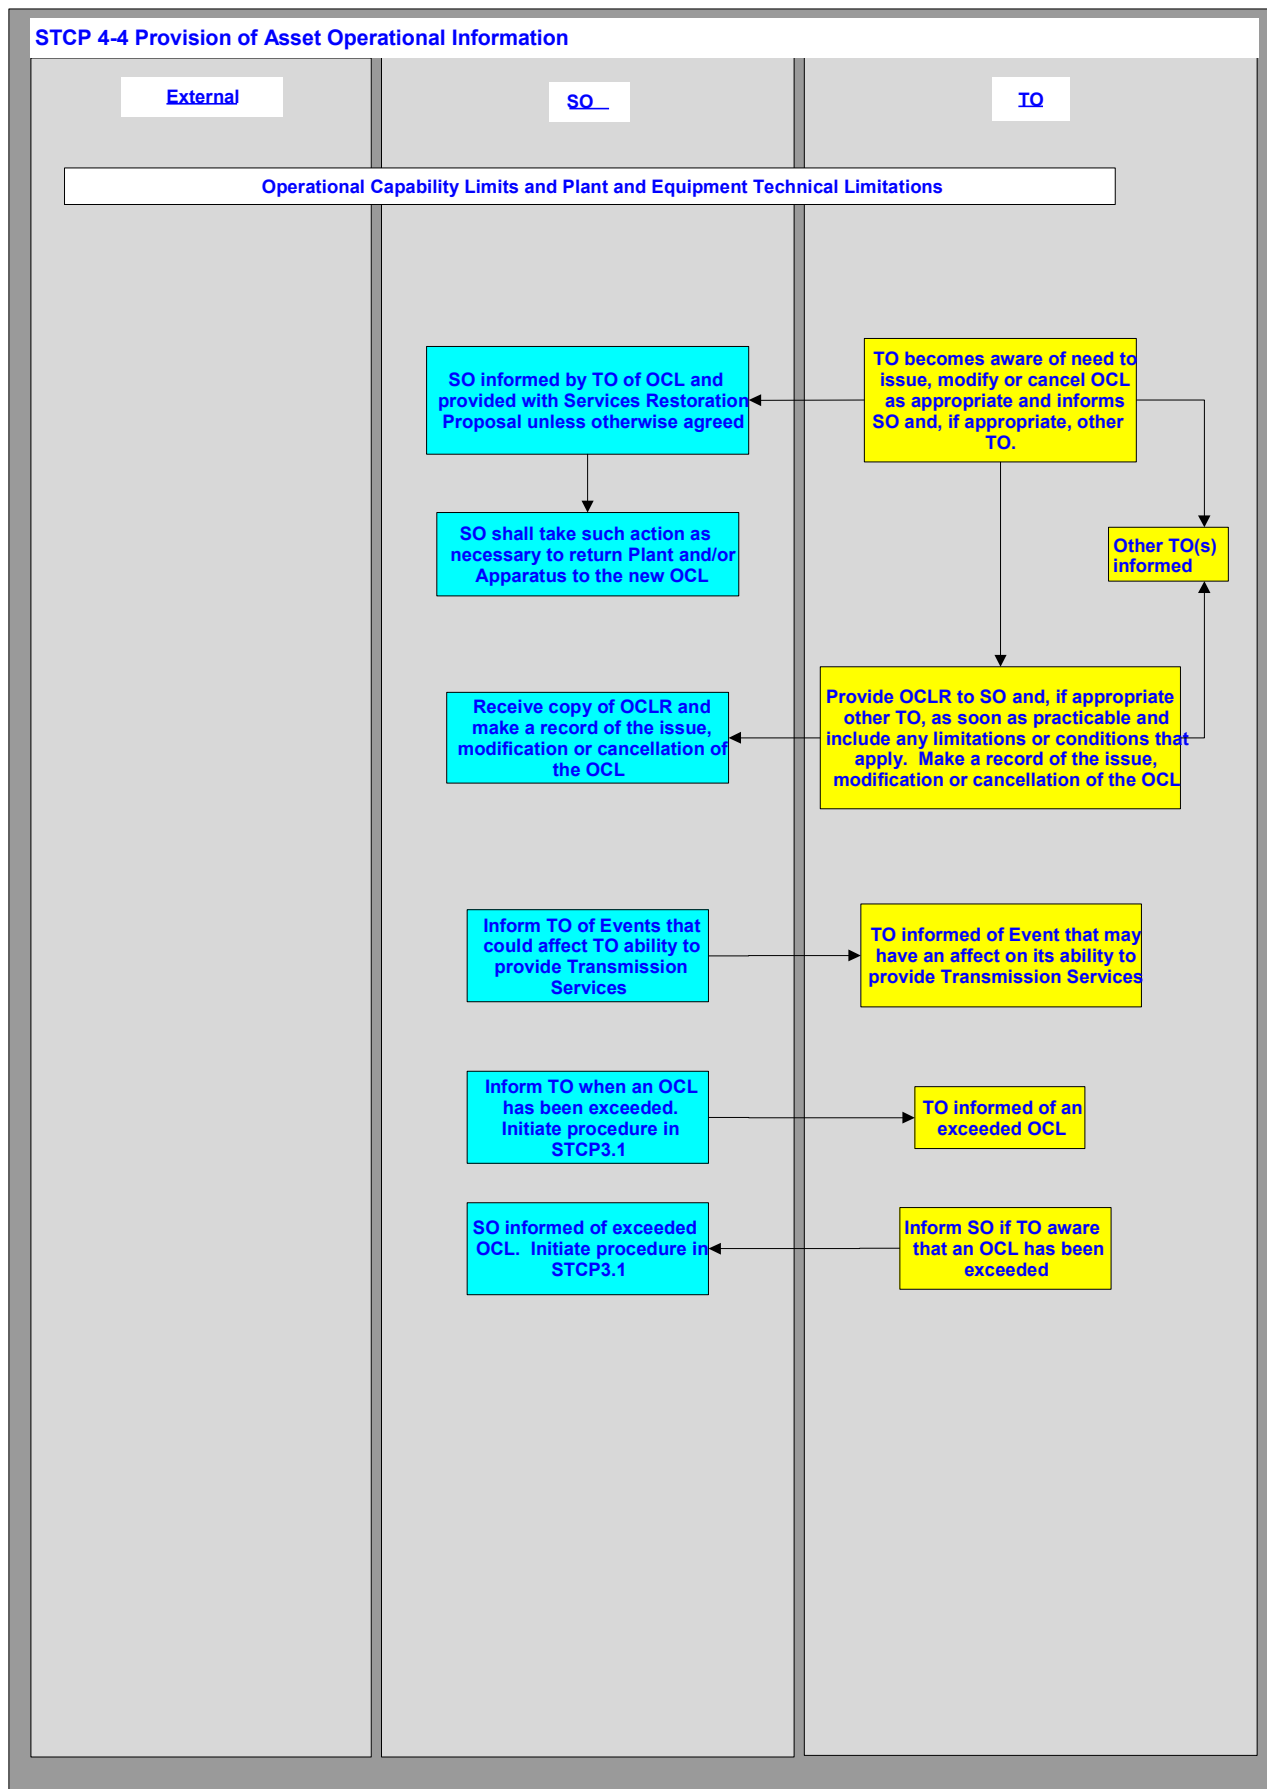 STCP 4-4 Provision of Asset Operational Information
External
SO
TO
Operational Capability Limits and Plant and Equipment Technical Limitations
SO informed by TO of OCL and
provided with Services Restoration
Proposal unless otherwise agreed
TO becomes aware of need to
issue, modify or cancel OCL
as appropriate and informs
SO and, if appropriate, other
TO.
SO shall take such action as
necessary to return Plant and/or
Apparatus to the new OCL
Other TO(s)
informed
Receive copy of OCLR and
make a record of the issue,
modification or cancellation of
the OCL
Provide OCLR to SO and, if appropriate
other TO, as soon as practicable and
include any limitations or conditions that
apply. Make a record of the issue,
modification or cancellation of the OCL
Inform TO of Events that
could affect TO ability to
provide Transmission
Services
TO informed of Event that may
have an affect on its ability to
provide Transmission Services
Inform TO when an OCL
has been exceeded.
Initiate procedure in
STCP3.1
TO informed of an
exceeded OCL
SO informed of exceeded
OCL. Initiate procedure in
STCP3.1
Inform SO if TO aware
that an OCL has been
exceeded